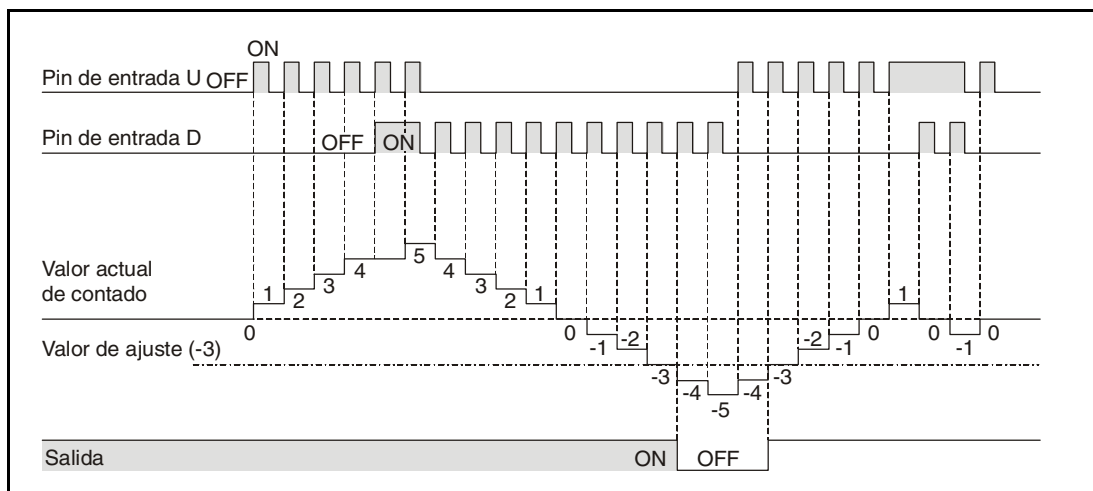 ON
Pin de entrada U OFF
Pin de entrada D
OFF ON
Valor actual
de contado
0 1 2 3 4 5 4 3 2 1 0 -1 -2 -3 -4 -5 -4 -3 -2 -1 0 1 0 -1 0
Valor de ajuste (-3)
Salida ON OFF